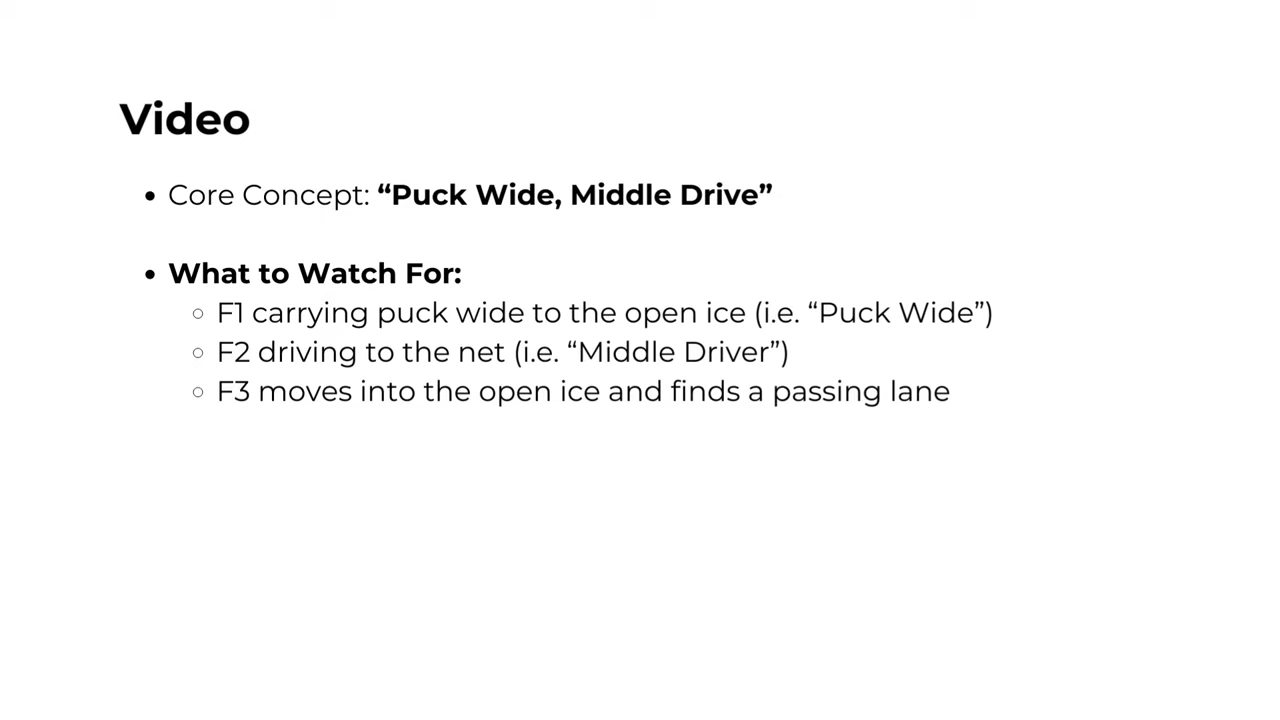 Video
• Core Concept: “Puck Wide, Middle Drive”
• What to Watch For:
○ F1 carrying puck wide to the open ice (i.e. “Puck Wide”)
○ F2 driving to the net (i.e. “Middle Driver”)
○ F3 moves into the open ice and finds a passing lane